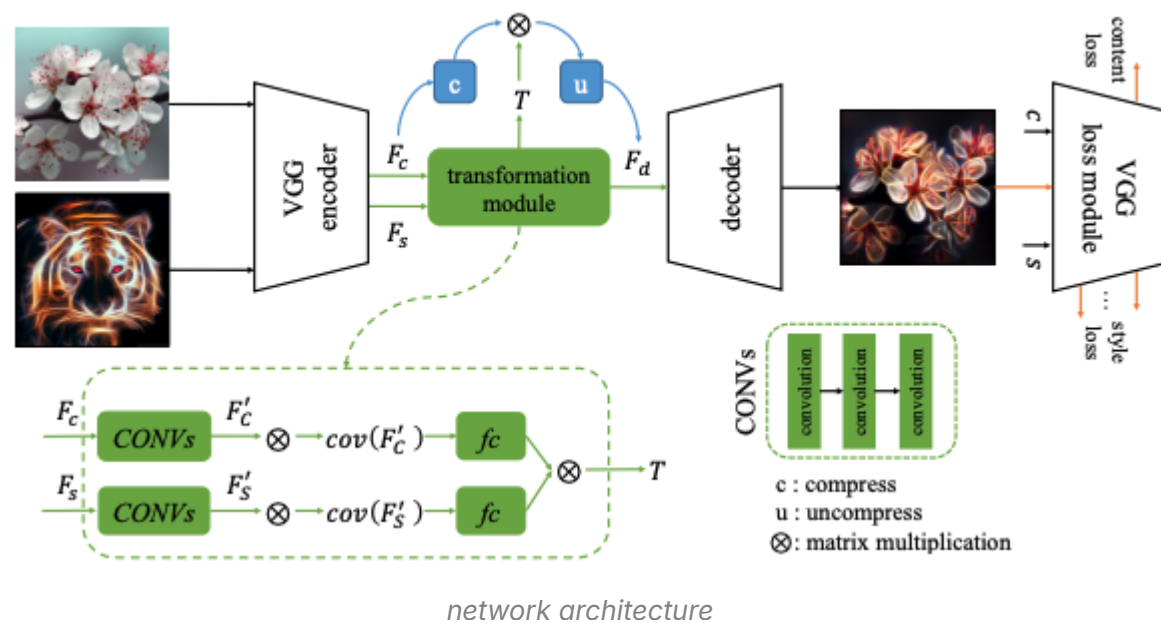 content
loss
c
u
T
F_c
F_s
F_d
VGG
encoder
transformation
module
decoder
c
s
VGG
loss module
style
loss
...
CONVs
convolution
convolution
convolution
F_c
CONVs
F'_C
⊗
cov(F'_C)
fc
F_s
CONVs
F'_S
⊗
cov(F'_S)
fc
⊗
T
c : compress
u : uncompress
⊗: matrix multiplication
network architecture